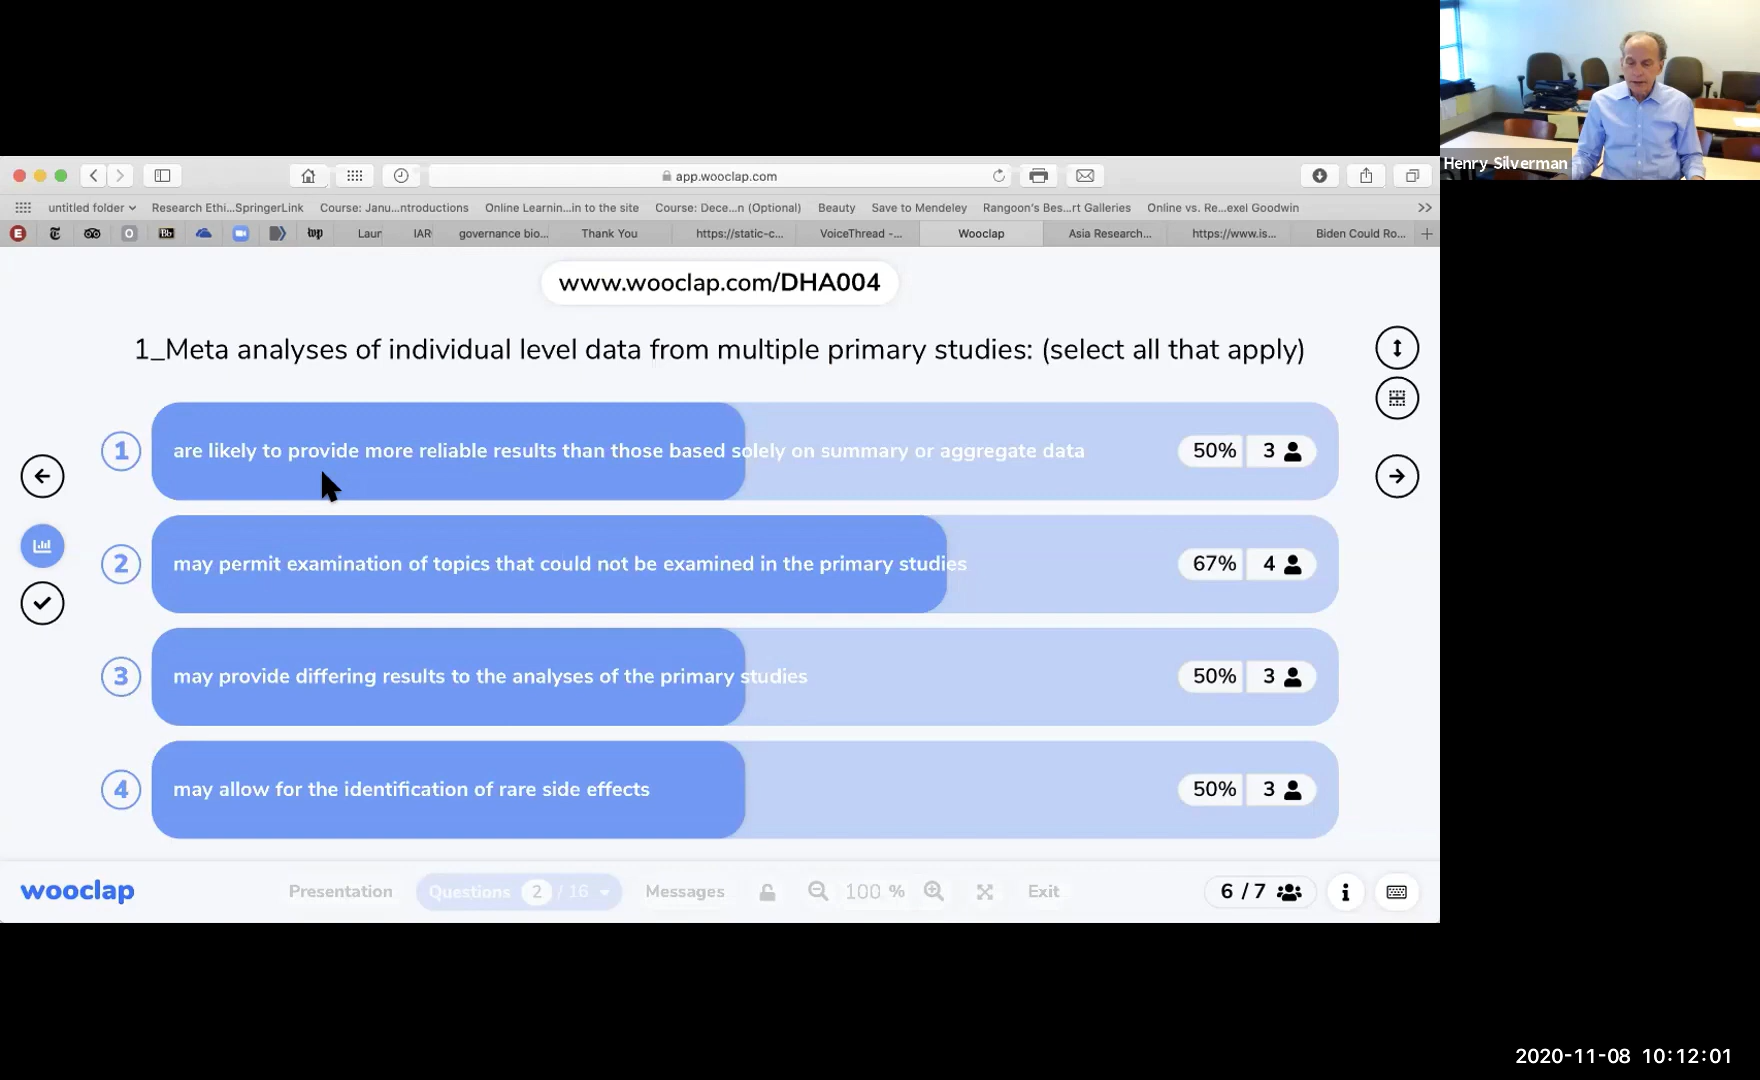 Henry Silverman
app.wooclap.com
untitled folder
Research Ethi...SpringerLink
Course: Janu...ntroductions
Online Learnin...in to the site
Course: Dece...n (Optional)
Beauty
Save to Mendeley
Rangoon's Bes...rt Galleries
Online vs. Re...exel Goodwin
Laur
IAR
governance bio...
Thank You
https://static-c...
VoiceThread -...
Wooclap
Asia Research...
https://www.is...
Biden Could Ro...
www.wooclap.com/DHA004
1_Meta analyses of individual level data from multiple primary studies: (select all that apply)
1 are likely to provide more reliable results than those based solely on summary or aggregate data 50% 3
2 may permit examination of topics that could not be examined in the primary studies 67% 4
3 may provide differing results to the analyses of the primary studies 50% 3
4 may allow for the identification of rare side effects 50% 3
wooclap Presentation Questions 2 / 16 Messages 100 % Exit 6 / 7
2020-11-08 10:12:01